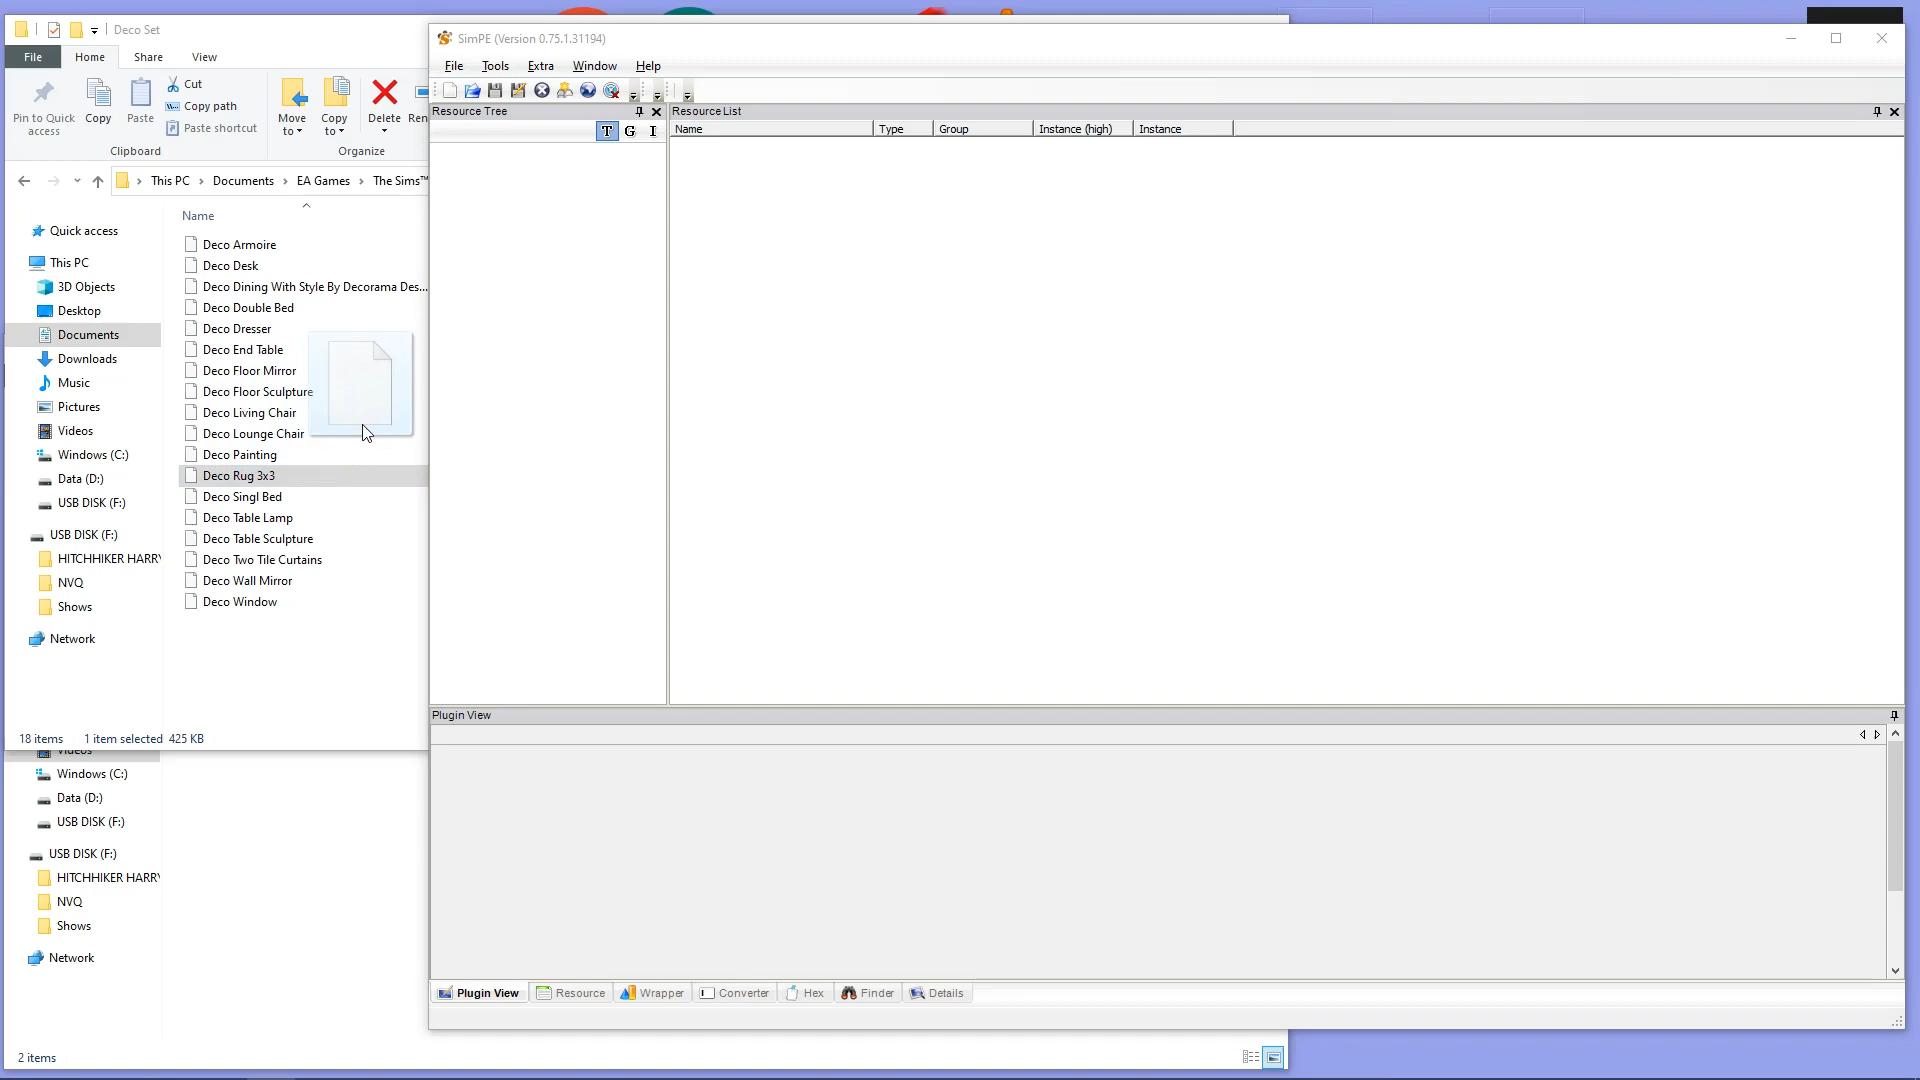 Deco Set
File Home Share View
Pin to Quick access
Copy
Paste
Cut
Copy path
Paste shortcut
Clipboard
Move to
Copy to
Delete
Ren
Organize
This PC > Documents > EA Games > The Sims™
Name
Quick access
This PC
3D Objects
Desktop
Documents
Downloads
Music
Pictures
Videos
Windows (C:)
Data (D:)
USB DISK (F:)
USB DISK (F:)
HITCHHIKER HARRY
NVQ
Shows
Network
Deco Armoire
Deco Desk
Deco Dining With Style By Decorama Des...
Deco Double Bed
Deco Dresser
Deco End Table
Deco Floor Mirror
Deco Floor Sculpture
Deco Living Chair
Deco Lounge Chair
Deco Painting
Deco Rug 3x3
Deco Singl Bed
Deco Table Lamp
Deco Table Sculpture
Deco Two Tile Curtains
Deco Wall Mirror
Deco Window
18 items 1 item selected 425 KB
Videos
Windows (C:)
Data (D:)
USB DISK (F:)
USB DISK (F:)
HITCHHIKER HARRY
NVQ
Shows
Network
2 items
SimPE (Version 0.75.1.31194)
File Tools Extra Window Help
Resource Tree
T G I
Resource List
Name Type Group Instance (high) Instance
Plugin View
Plugin View Resource Wrapper Converter Hex Finder Details